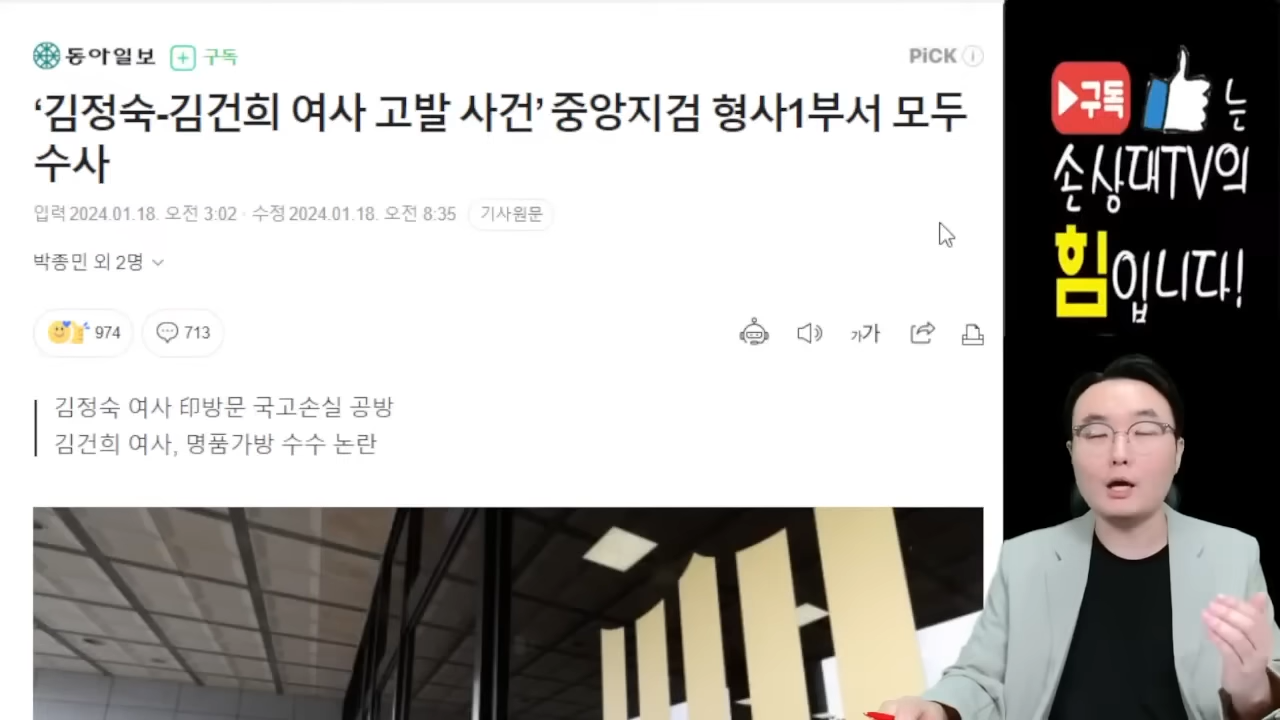 동아일보 구독
PiCK
‘김정숙-김건희 여사 고발 사건’ 중앙지검 형사1부서 모두
수사
입력 2024.01.18. 오전 3:02 · 수정 2024.01.18. 오전 8:35 기사원문
박종민 외 2명
974 713
가가
김정숙 여사 印방문 국고손실 공방
김건희 여사, 명품가방 수수 논란
구독 는
손상대TV의
힘입니다!